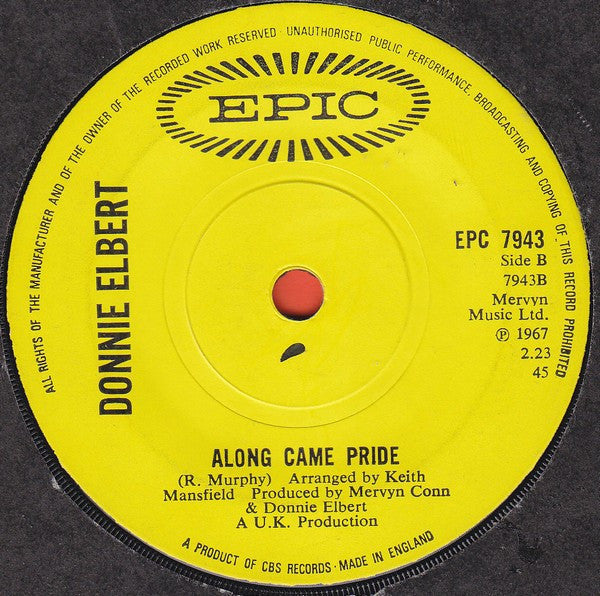 ALL RIGHTS OF THE MANUFACTURER AND OF THE OWNER OF THE RECORDED WORK RESERVED · UNAUTHORISED PUBLIC PERFORMANCE, BROADCASTING AND COPYING OF THIS RECORD PROHIBITED
EPIC
DONNIE ELBERT
EPC 7943
Side B
7943B
Mervyn
Music Ltd.
℗ 1967
2.23
45
ALONG CAME PRIDE
(R. Murphy) Arranged by Keith
Mansfield Produced by Mervyn Conn
& Donnie Elbert
A U.K. Production
A PRODUCT OF CBS RECORDS · MADE IN ENGLAND